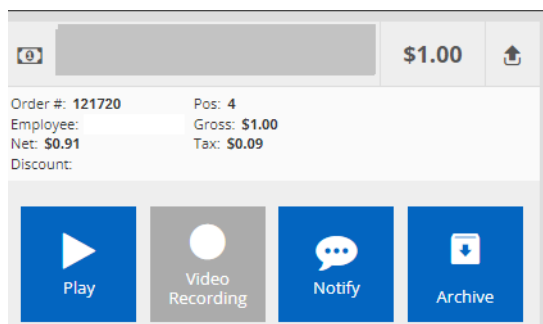 $1.00
Order #: 121720 Pos: 4
Employee: Gross: $1.00
Net: $0.91 Tax: $0.09
Discount:
Play Video Recording Notify Archive